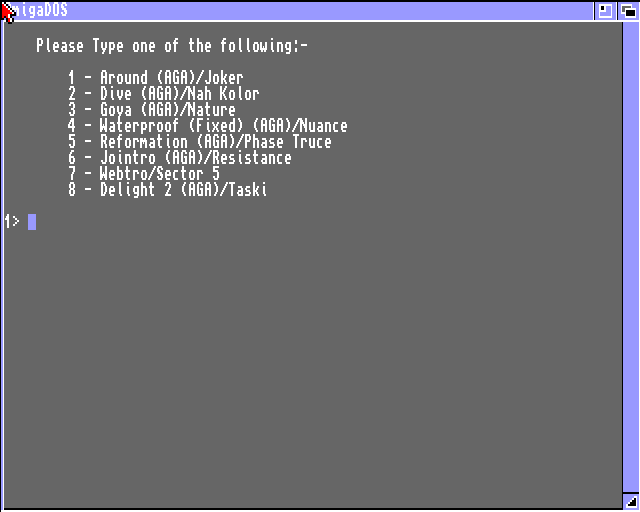 migaDOS
Please Type one of the following:-
1 - Around (AGA)/Joker
2 - Dive (AGA)/Nah Kolor
3 - Goya (AGA)/Nature
4 - Waterproof (Fixed) (AGA)/Nuance
5 - Reformation (AGA)/Phase Truce
6 - Jointro (AGA)/Resistance
7 - Webtro/Sector 5
8 - Delight 2 (AGA)/Taski
1>